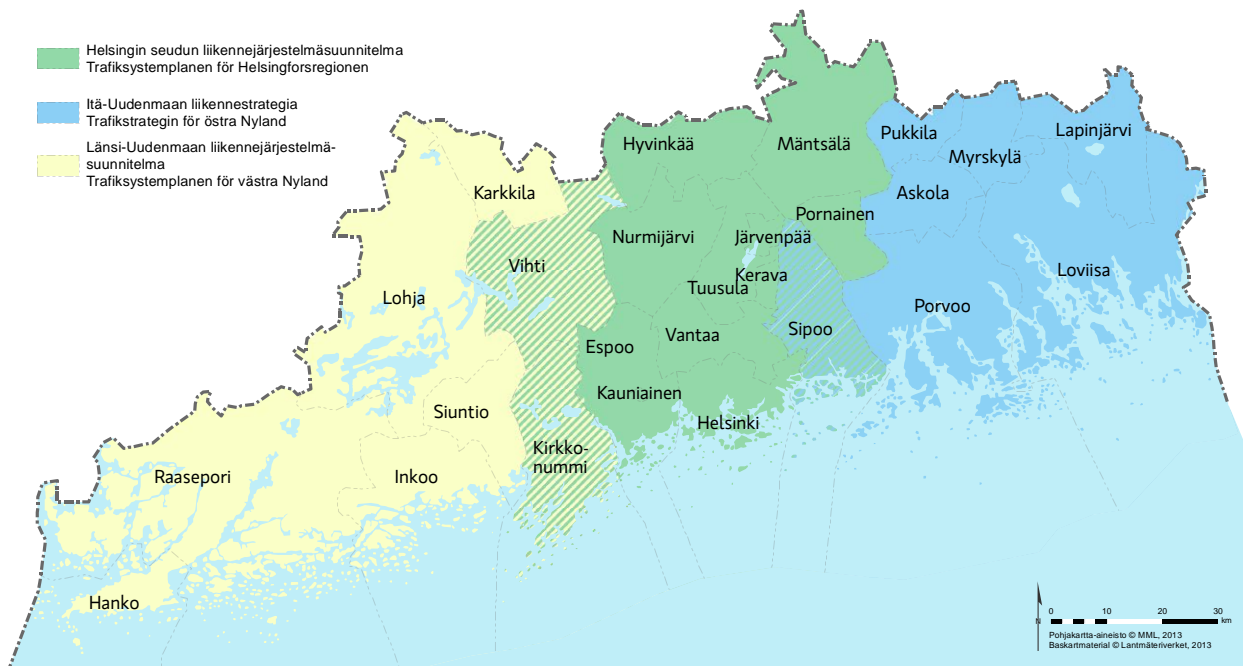 Helsingin seudun liikennejärjestelmäsuunnitelma
Trafiksystemplanen för Helsingforsregionen
Itä-Uudenmaan liikennestrategia
Trafikstrategin för östra Nyland
Länsi-Uudenmaan liikennejärjestelmä-
suunnitelma
Trafiksystemplanen för västra Nyland
Hyvinkää
Mäntsälä
Pukkila
Lapinjärvi
Myrskylä
Karkkila
Askola
Pornainen
Nurmijärvi
Järvenpää
Vihti
Kerava
Loviisa
Tuusula
Lohja
Porvoo
Sipoo
Vantaa
Espoo
Kauniainen
Siuntio
Helsinki
Kirkko-
nummi
Raasepori
Inkoo
Hanko
N
0 10 20 30
km
Pohjakartta-aineisto © MML, 2013
Baskartmaterial © Lantmäteriverket, 2013